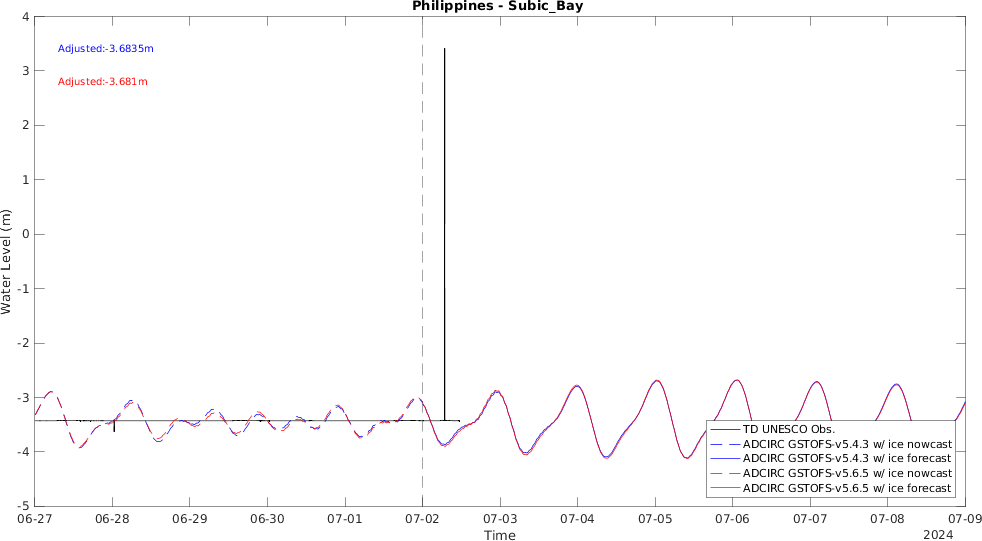 Philippines - Subic_Bay
Adjusted:-3.6835m
Adjusted:-3.681m
Water Level (m)
4
3
2
1
0
-1
-2
-3
-4
-5
TD UNESCO Obs.
ADCIRC GSTOFS-v5.4.3 w/ ice nowcast
ADCIRC GSTOFS-v5.4.3 w/ ice forecast
ADCIRC GSTOFS-v5.6.5 w/ ice nowcast
ADCIRC GSTOFS-v5.6.5 w/ ice forecast
06-27 06-28 06-29 06-30 07-01 07-02 07-03 07-04 07-05 07-06 07-07 07-08 07-09
Time
2024